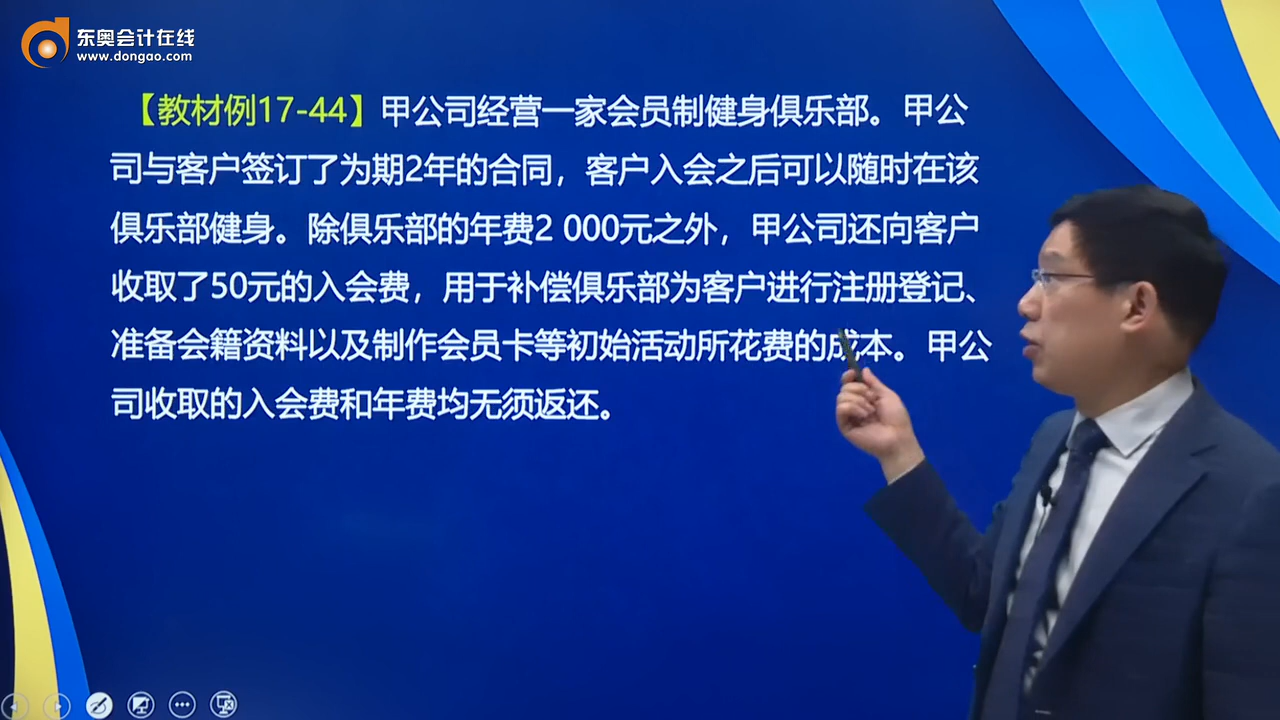 东奥会计在线
www.dongao.com
【教材例17-44】甲公司经营一家会员制健身俱乐部。甲公
司与客户签订了为期2年的合同，客户入会之后可以随时在该
俱乐部健身。除俱乐部的年费2 000元之外，甲公司还向客户
收取了50元的入会费，用于补偿俱乐部为客户进行注册登记、
准备会籍资料以及制作会员卡等初始活动所花费的成本。甲公
司收取的入会费和年费均无须返还。